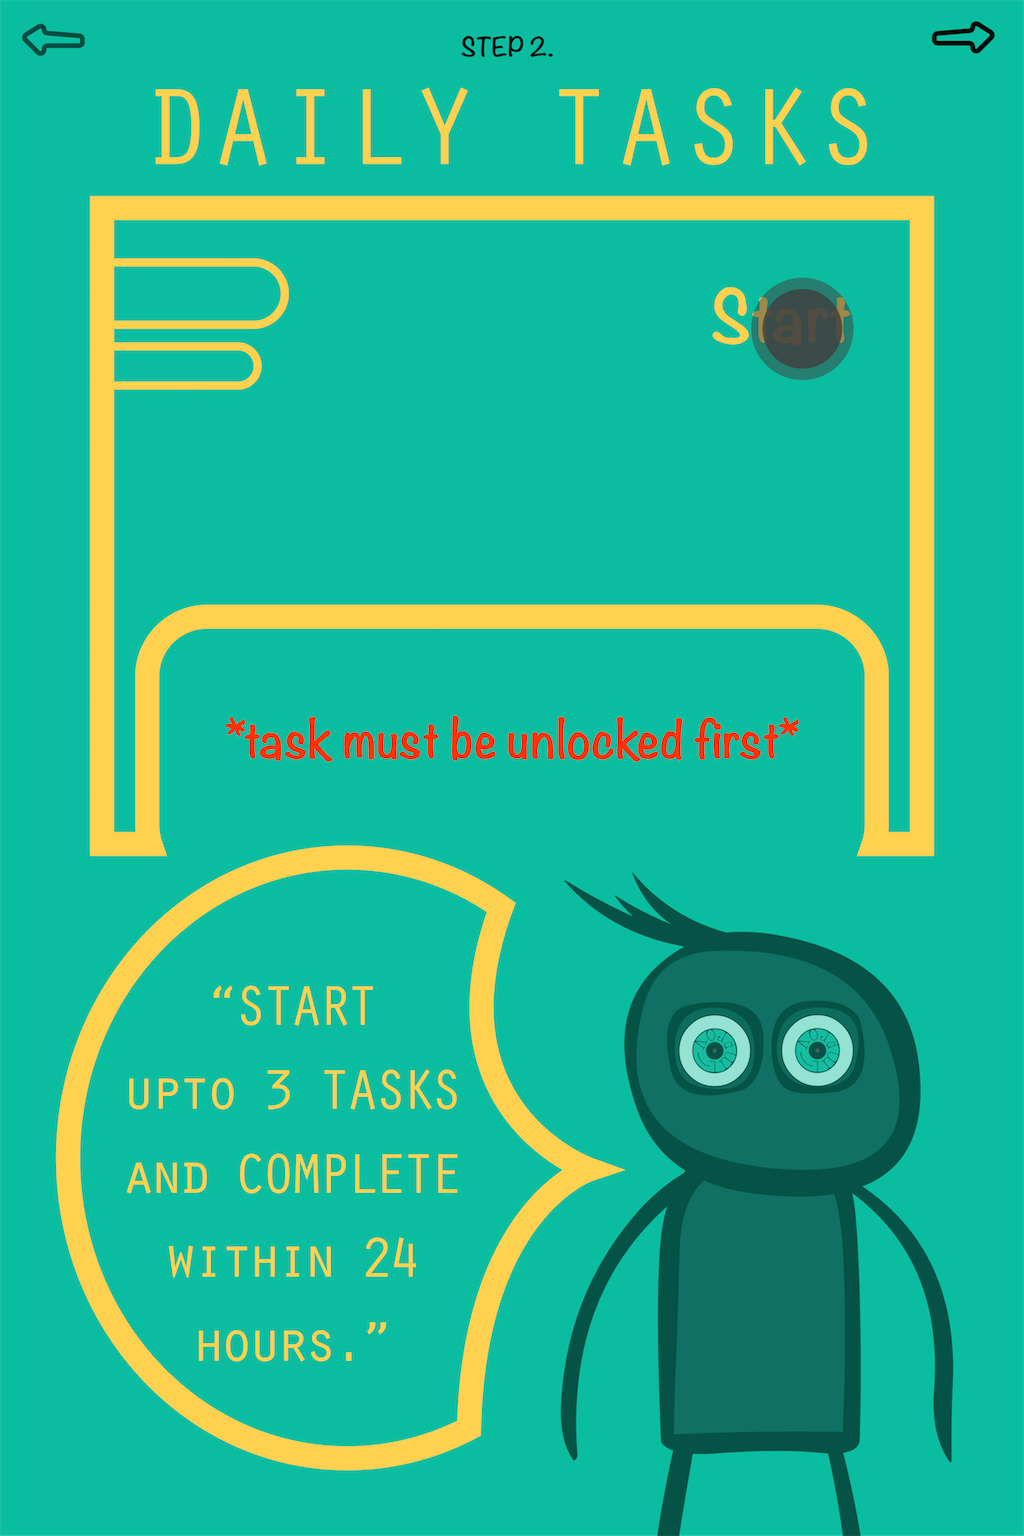 STEP 2.
DAILY TASKS
Start
*task must be unlocked first*
“START
UPTO 3 TASKS
AND COMPLETE
WITHIN 24
HOURS.”